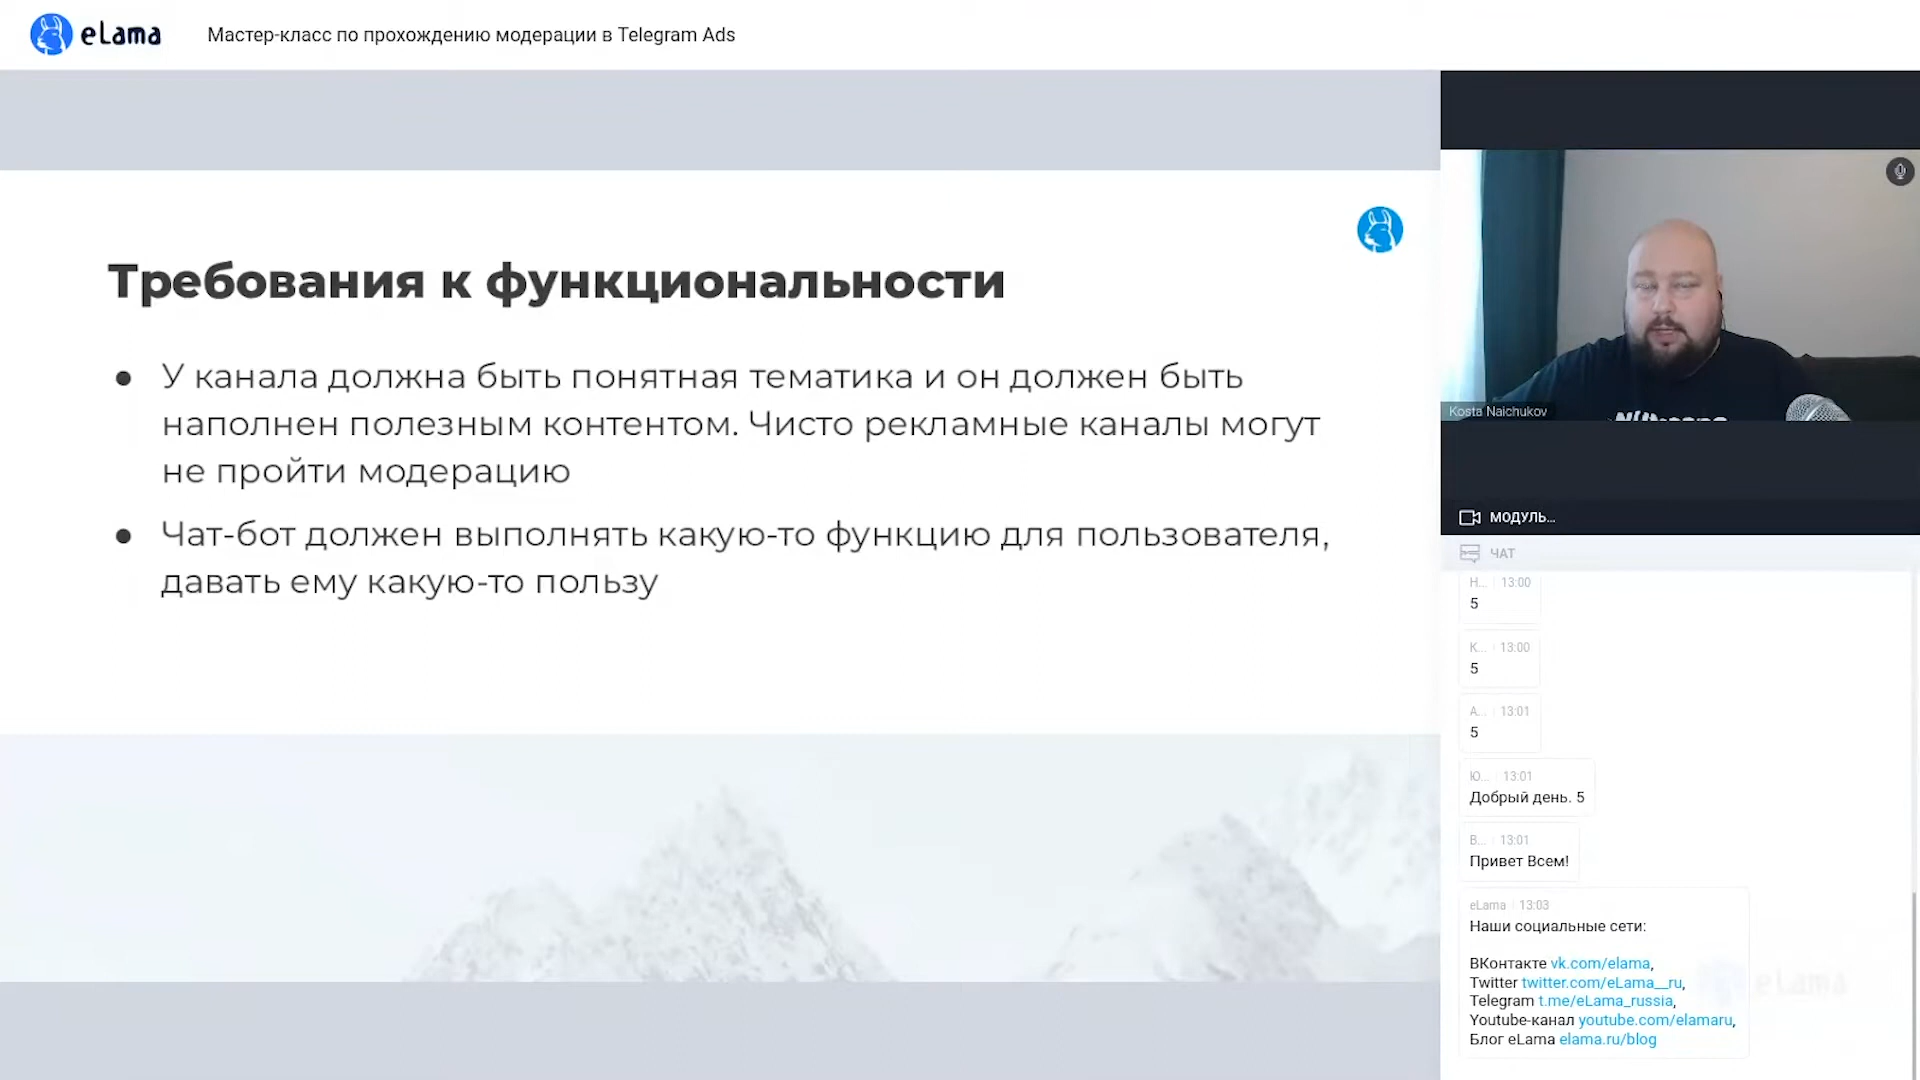 eLama
Мастер-класс по прохождению модерации в Telegram Ads
Требования к функциональности
● У канала должна быть понятная тематика и он должен быть
наполнен полезным контентом. Чисто рекламные каналы могут
не пройти модерацию
● Чат-бот должен выполнять какую-то функцию для пользователя,
давать ему какую-то пользу
Kosta Naichukov
МОДУЛЬ...
ЧАТ
Н... 13:00
5
К... 13:00
5
А... 13:01
5
Ю... 13:01
Добрый день. 5
В... 13:01
Привет Всем!
eLama 13:03
Наши социальные сети:
ВКонтакте vk.com/elama,
Twitter twitter.com/eLama__ru,
Telegram t.me/eLama_russia,
Youtube-канал youtube.com/elamaru,
Блог eLama elama.ru/blog
eLama